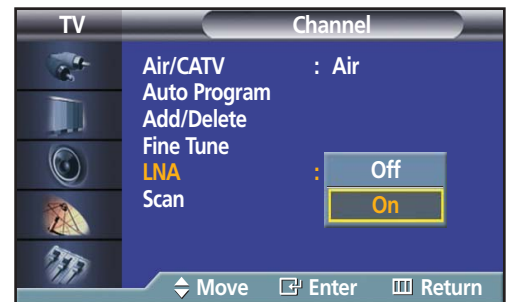 TV Channel
Air/CATV : Air
Auto Program
Add/Delete
Fine Tune
LNA : Off
On
Scan
Move Enter Return